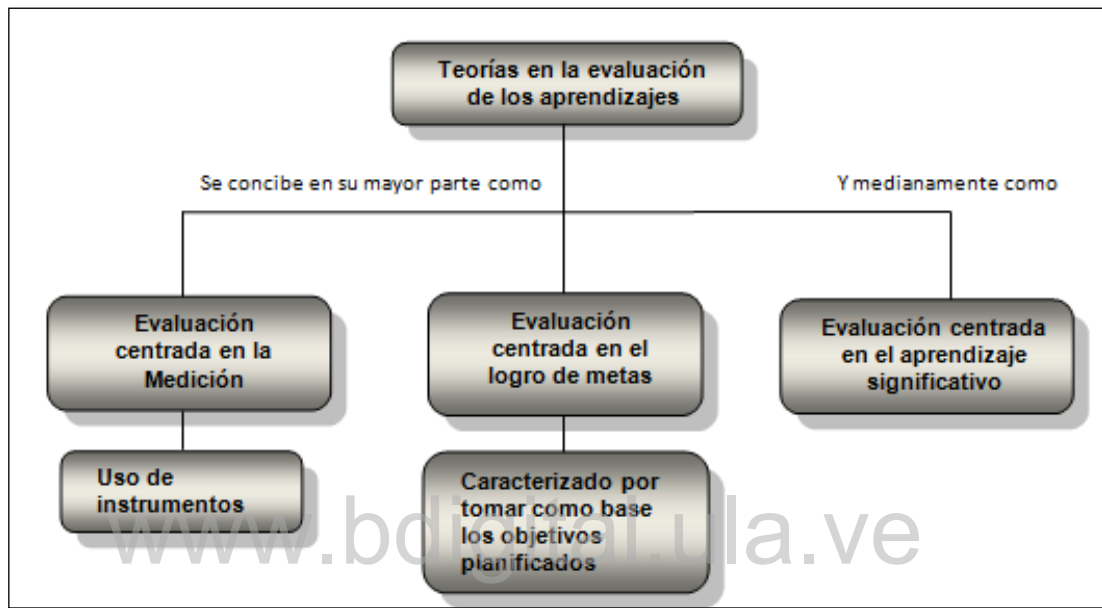 Teorías en la evaluación
de los aprendizajes
Se concibe en su mayor parte como
Y medianamente como
Evaluación
centrada en la
Medición
Evaluación
centrada en el
logro de metas
Evaluación centrada
en el aprendizaje
significativo
Uso de
instrumentos
Caracterizado por
tomar como base
los objetivos
planificados
www.bdigital.ula.ve